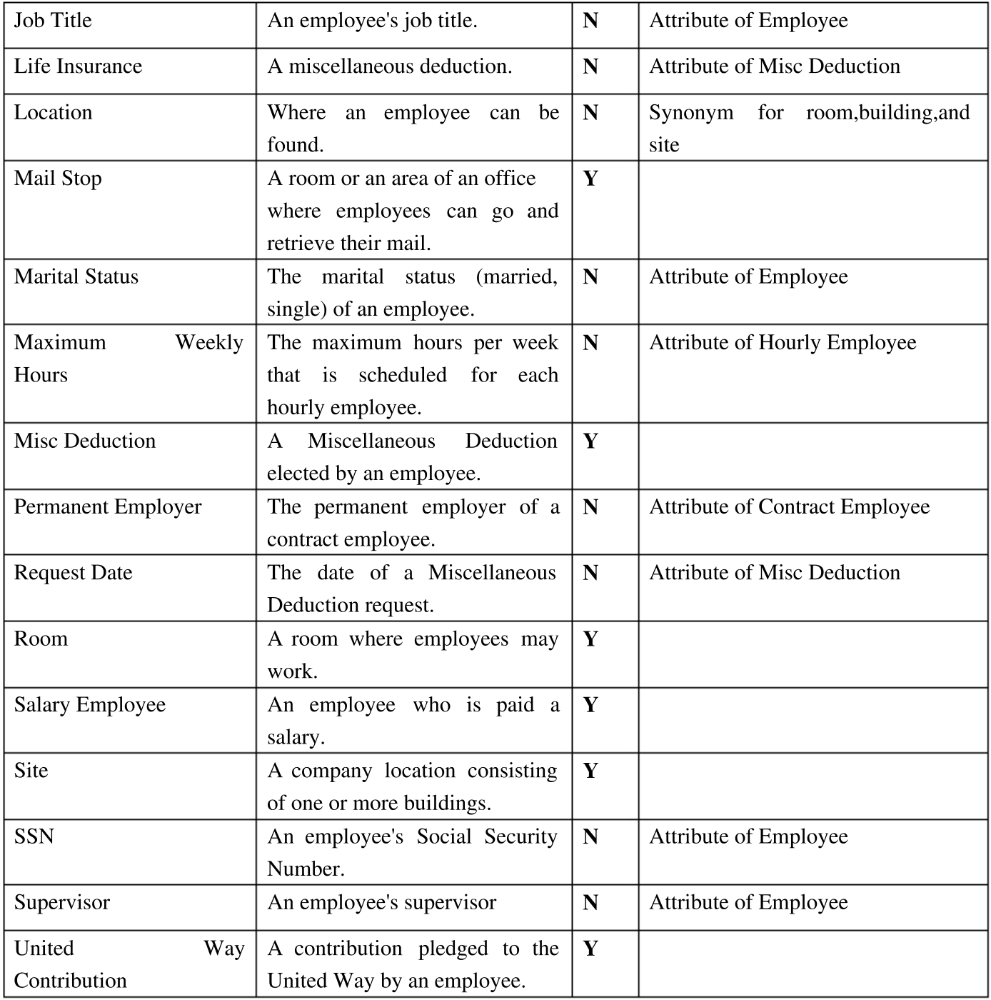 Job Title
An employee's job title.
N
Attribute of Employee
Life Insurance
A miscellaneous deduction.
N
Attribute of Misc Deduction
Location
Where an employee can be
found.
N
Synonym for room,building,and
site
Mail Stop
A room or an area of an office
where employees can go and
retrieve their mail.
Y
Marital Status
The marital status (married,
single) of an employee.
N
Attribute of Employee
Maximum Weekly
Hours
The maximum hours per week
that is scheduled for each
hourly employee.
N
Attribute of Hourly Employee
Misc Deduction
A Miscellaneous Deduction
elected by an employee.
Y
Permanent Employer
The permanent employer of a
contract employee.
N
Attribute of Contract Employee
Request Date
The date of a Miscellaneous
Deduction request.
N
Attribute of Misc Deduction
Room
A room where employees may
work.
Y
Salary Employee
An employee who is paid a
salary.
Y
Site
A company location consisting
of one or more buildings.
Y
SSN
An employee's Social Security
Number.
N
Attribute of Employee
Supervisor
An employee's supervisor
N
Attribute of Employee
United Way
Contribution
A contribution pledged to the
United Way by an employee.
Y